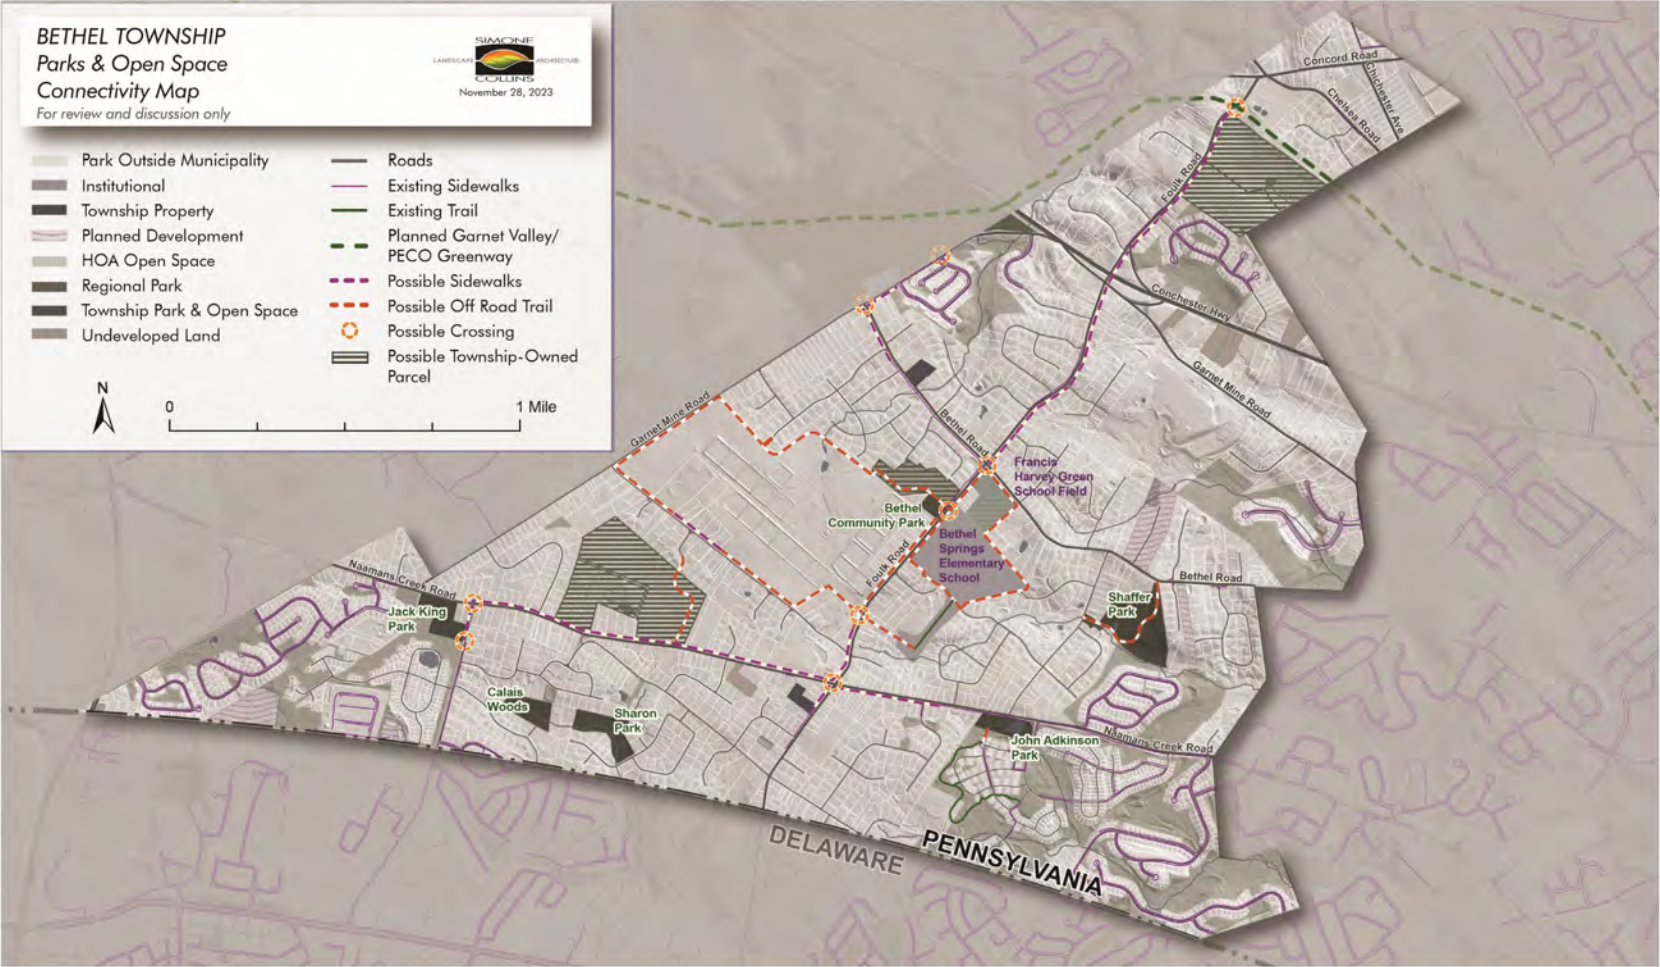 BETHEL TOWNSHIP
Parks & Open Space
Connectivity Map
For review and discussion only
SIMONE
LANDSCAPE ARCHITECTURE
COLLINS
November 28, 2023
Park Outside Municipality
Institutional
Township Property
Planned Development
HOA Open Space
Regional Park
Township Park & Open Space
Undeveloped Land
Roads
Existing Sidewalks
Existing Trail
Planned Garnet Valley/
PECO Greenway
Possible Sidewalks
Possible Off Road Trail
Possible Crossing
Possible Township-Owned
Parcel
N
0
1 Mile
Concord Road
Chichester Ave
Chelsea Road
Foulk Road
Conchester Hwy
Garnet Mine Road
Garnet Mine Road
Bethel Road
Francis
Harvey Green
School Field
Bethel
Community Park
Bethel
Springs
Elementary
School
Foulk Road
Naamans Creek Road
Jack King
Park
Bethel Road
Shaffer
Park
Calais
Woods
Sharon
Park
John Adkinson
Park
Naamans Creek Road
DELAWARE
PENNSYLVANIA